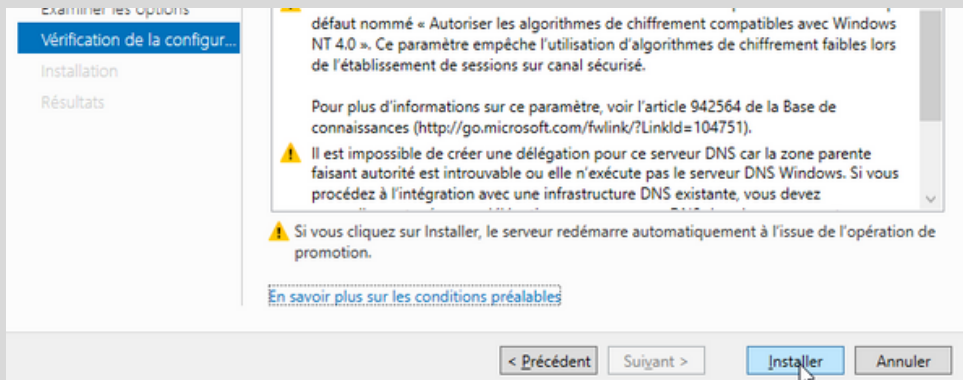 Examiner les options
Vérification de la configur...
Installation
Résultats
défaut nommé « Autoriser les algorithmes de chiffrement compatibles avec Windows
NT 4.0 ». Ce paramètre empêche l'utilisation d'algorithmes de chiffrement faibles lors
de l'établissement de sessions sur canal sécurisé.
Pour plus d'informations sur ce paramètre, voir l'article 942564 de la Base de
connaissances (http://go.microsoft.com/fwlink/?LinkId=104751).
Il est impossible de créer une délégation pour ce serveur DNS car la zone parente
faisant autorité est introuvable ou elle n'exécute pas le serveur DNS Windows. Si vous
procédez à l'intégration avec une infrastructure DNS existante, vous devez
Si vous cliquez sur Installer, le serveur redémarre automatiquement à l'issue de l'opération de
promotion.
En savoir plus sur les conditions préalables
< Précédent
Suivant >
Installer
Annuler